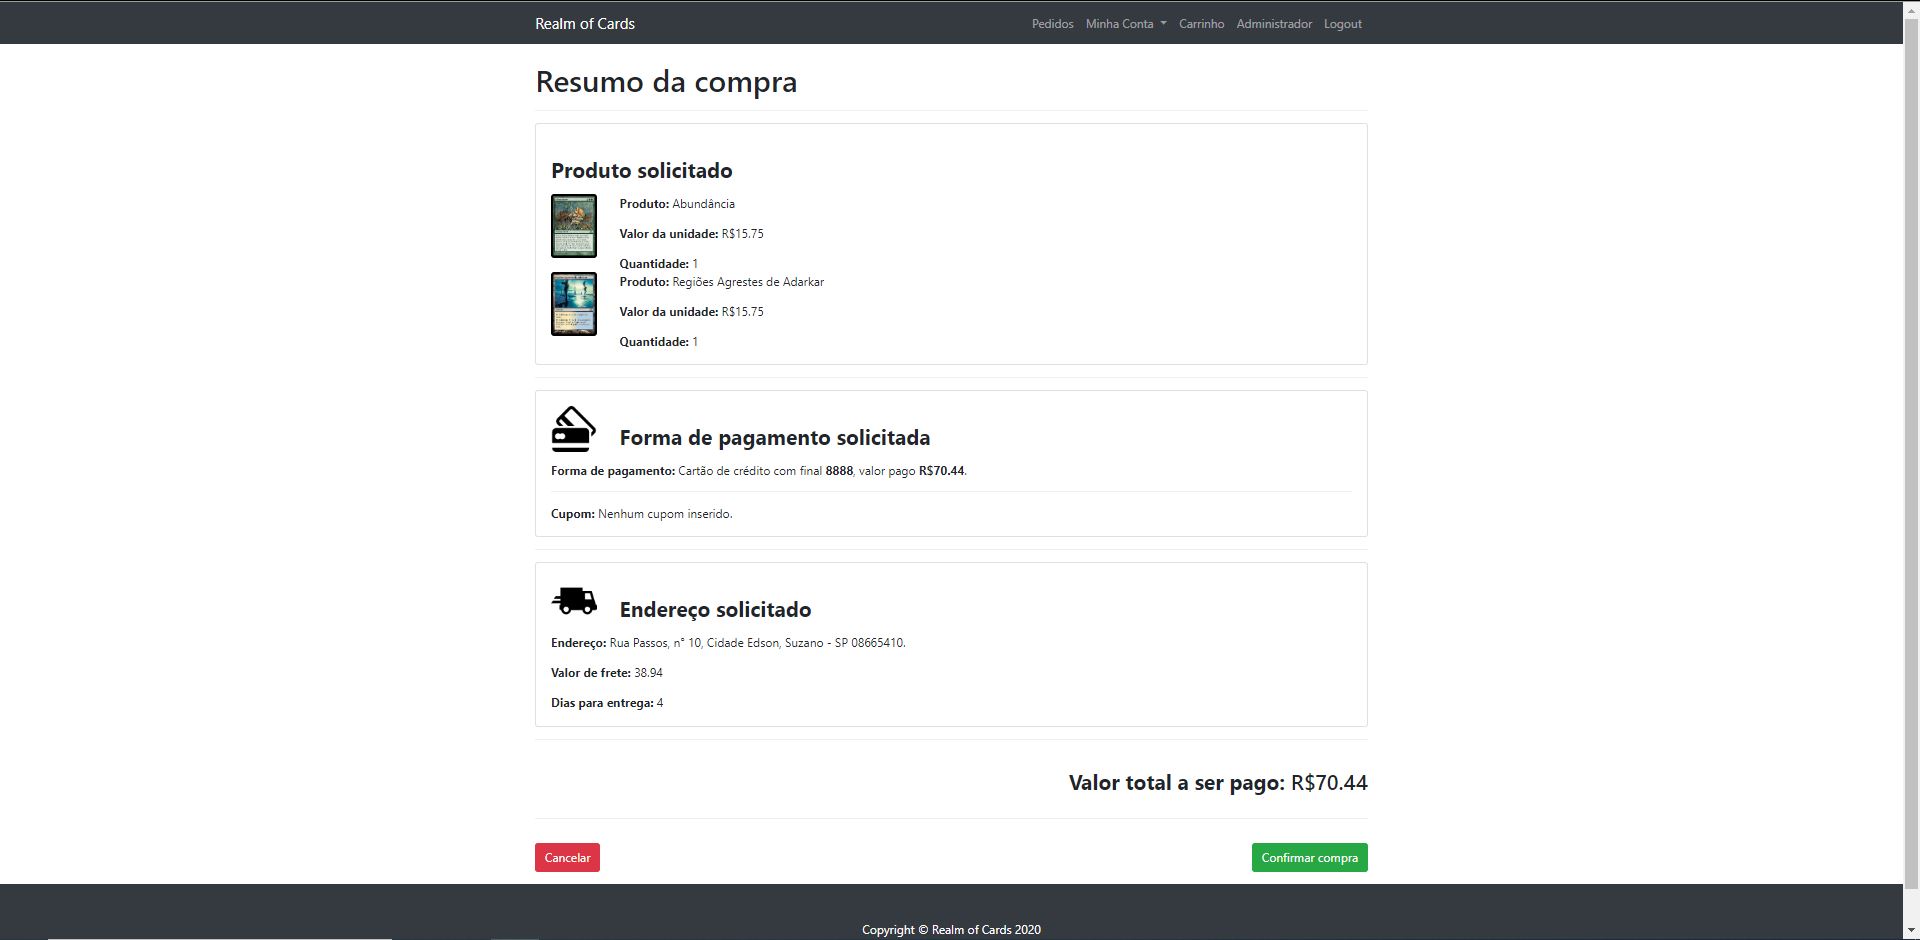 Realm of Cards
Pedidos Minha Conta Carrinho Administrador Logout
Resumo da compra
Produto solicitado
Produto: Abundância
Valor da unidade: R$15.75
Quantidade: 1
Produto: Regiões Agrestes de Adarkar
Valor da unidade: R$15.75
Quantidade: 1
Forma de pagamento solicitada
Forma de pagamento: Cartão de crédito com final 8888, valor pago R$70.44.
Cupom: Nenhum cupom inserido.
Endereço solicitado
Endereço: Rua Passos, n° 10, Cidade Edson, Suzano - SP 08665410.
Valor de frete: 38.94
Dias para entrega: 4
Valor total a ser pago: R$70.44
Cancelar
Confirmar compra
Copyright © Realm of Cards 2020